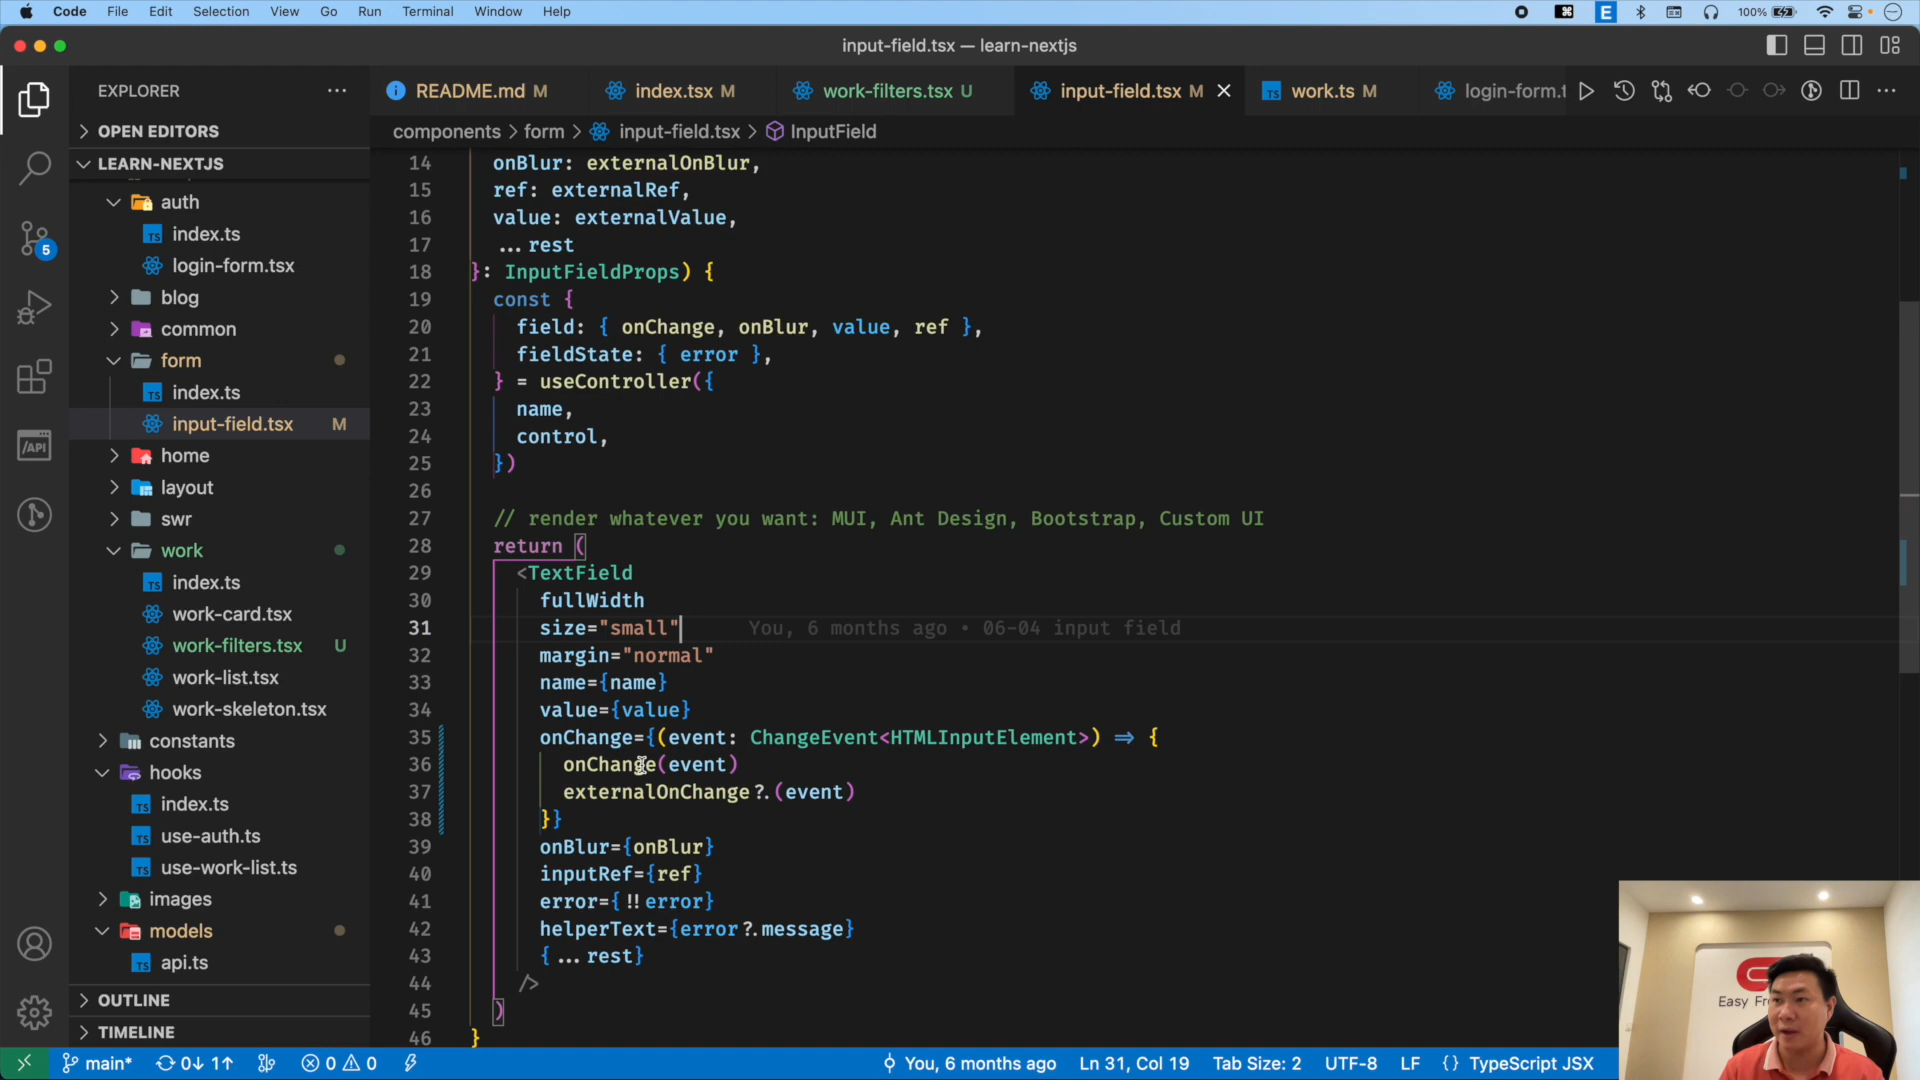 Code File Edit Selection View Go Run Terminal Window Help
E 100%
input-field.tsx — learn-nextjs
EXPLORER
README.md M
index.tsx M
work-filters.tsx U
input-field.tsx M
work.ts M
login-form.t
OPEN EDITORS
components > form > input-field.tsx > InputField
LEARN-NEXTJS
auth
index.ts
login-form.tsx
blog
common
form
index.ts
input-field.tsx M
home
layout
swr
work
index.ts
work-card.tsx
work-filters.tsx U
work-list.tsx
work-skeleton.tsx
constants
hooks
index.ts
use-auth.ts
use-work-list.ts
images
models
api.ts
OUTLINE
TIMELINE
5
/API
14 onBlur: externalOnBlur,
15 ref: externalRef,
16 value: externalValue,
17 ...rest
18 }: InputFieldProps) {
19 const {
20 field: { onChange, onBlur, value, ref },
21 fieldState: { error },
22 } = useController({
23 name,
24 control,
25 })
26
27 // render whatever you want: MUI, Ant Design, Bootstrap, Custom UI
28 return (
29 <TextField
30 fullWidth
31 size="small" You, 6 months ago • 06-04 input field
32 margin="normal"
33 name={name}
34 value={value}
35 onChange={(event: ChangeEvent<HTMLInputElement>) => {
36 onChange(event)
37 externalOnChange?.(event)
38 }}
39 onBlur={onBlur}
40 inputRef={ref}
41 error={!!error}
42 helperText={error?.message}
43 {...rest}
44 />
45 )
46 }
Easy Fr
main* 0↓ 1↑ 0 0 You, 6 months ago Ln 31, Col 19 Tab Size: 2 UTF-8 LF {} TypeScript JSX